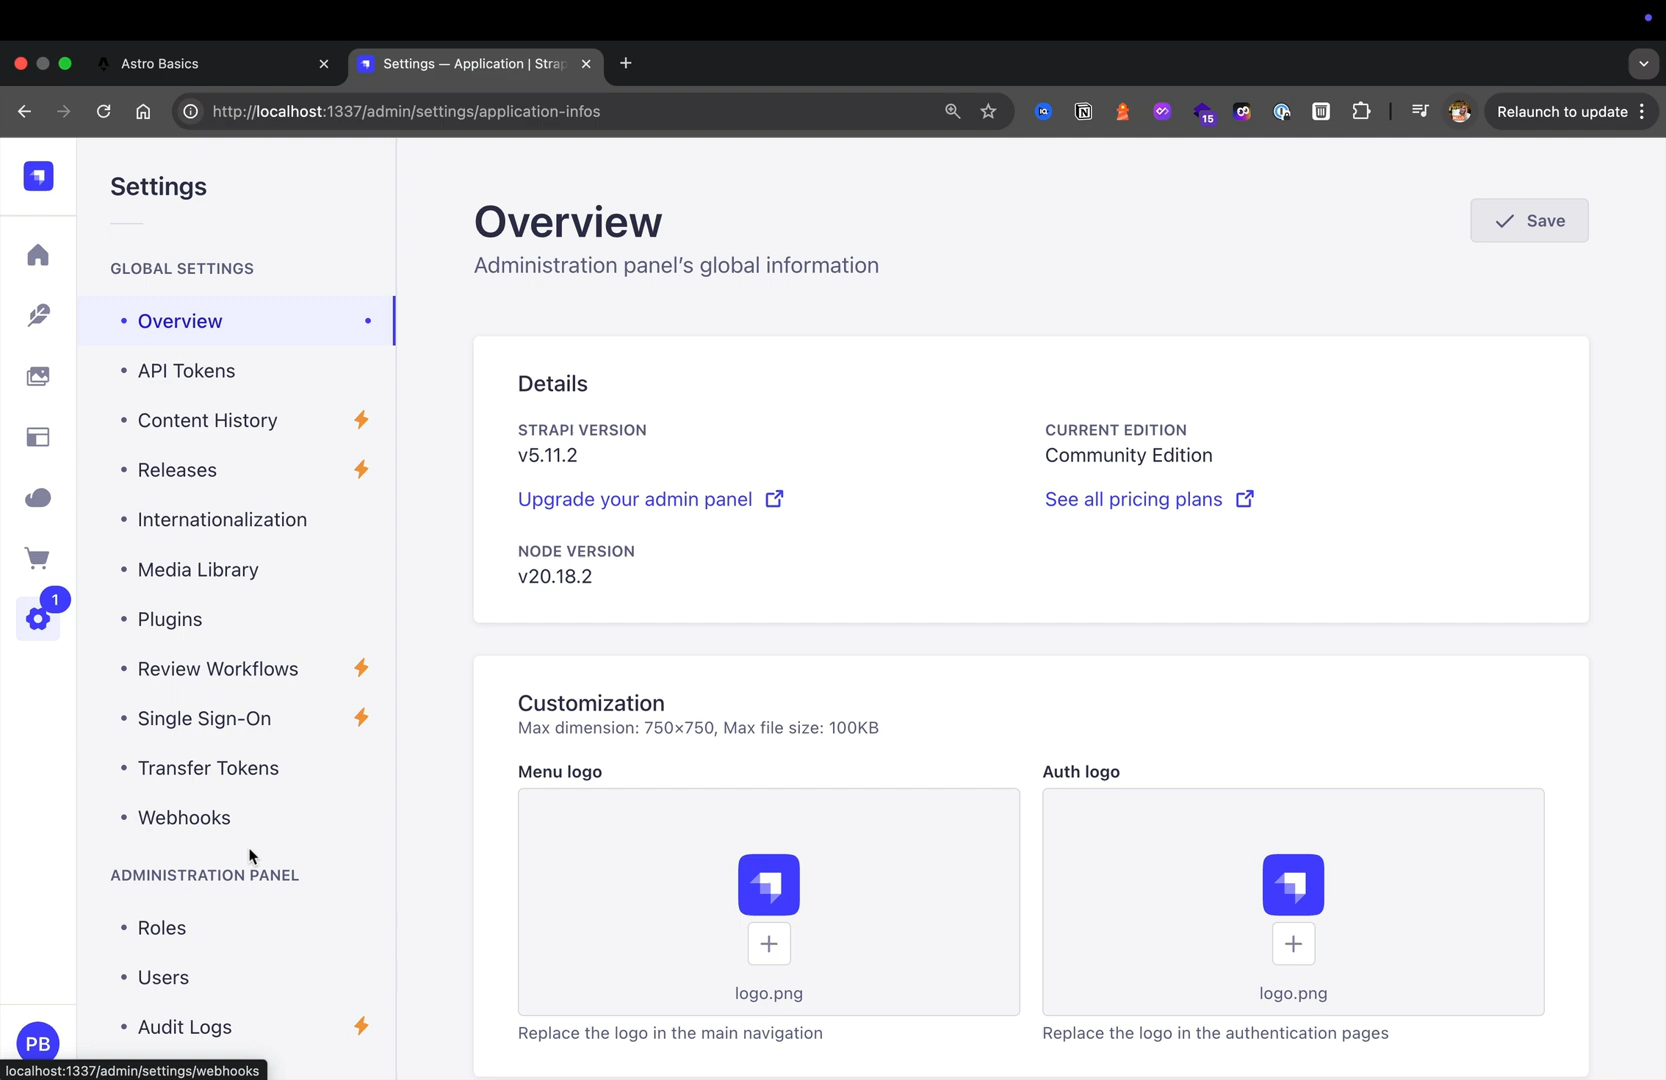 Astro Basics
Settings — Application | Strap
http://localhost:1337/admin/settings/application-infos
15
Relaunch to update
Settings
GLOBAL SETTINGS
Overview
API Tokens
Content History
Releases
Internationalization
Media Library
Plugins
Review Workflows
Single Sign-On
Transfer Tokens
Webhooks
ADMINISTRATION PANEL
Roles
Users
Audit Logs
1
PB
localhost:1337/admin/settings/webhooks
Overview
Administration panel’s global information
Save
Details
STRAPI VERSION
v5.11.2
Upgrade your admin panel
CURRENT EDITION
Community Edition
See all pricing plans
NODE VERSION
v20.18.2
Customization
Max dimension: 750×750, Max file size: 100KB
Menu logo
logo.png
Replace the logo in the main navigation
Auth logo
logo.png
Replace the logo in the authentication pages